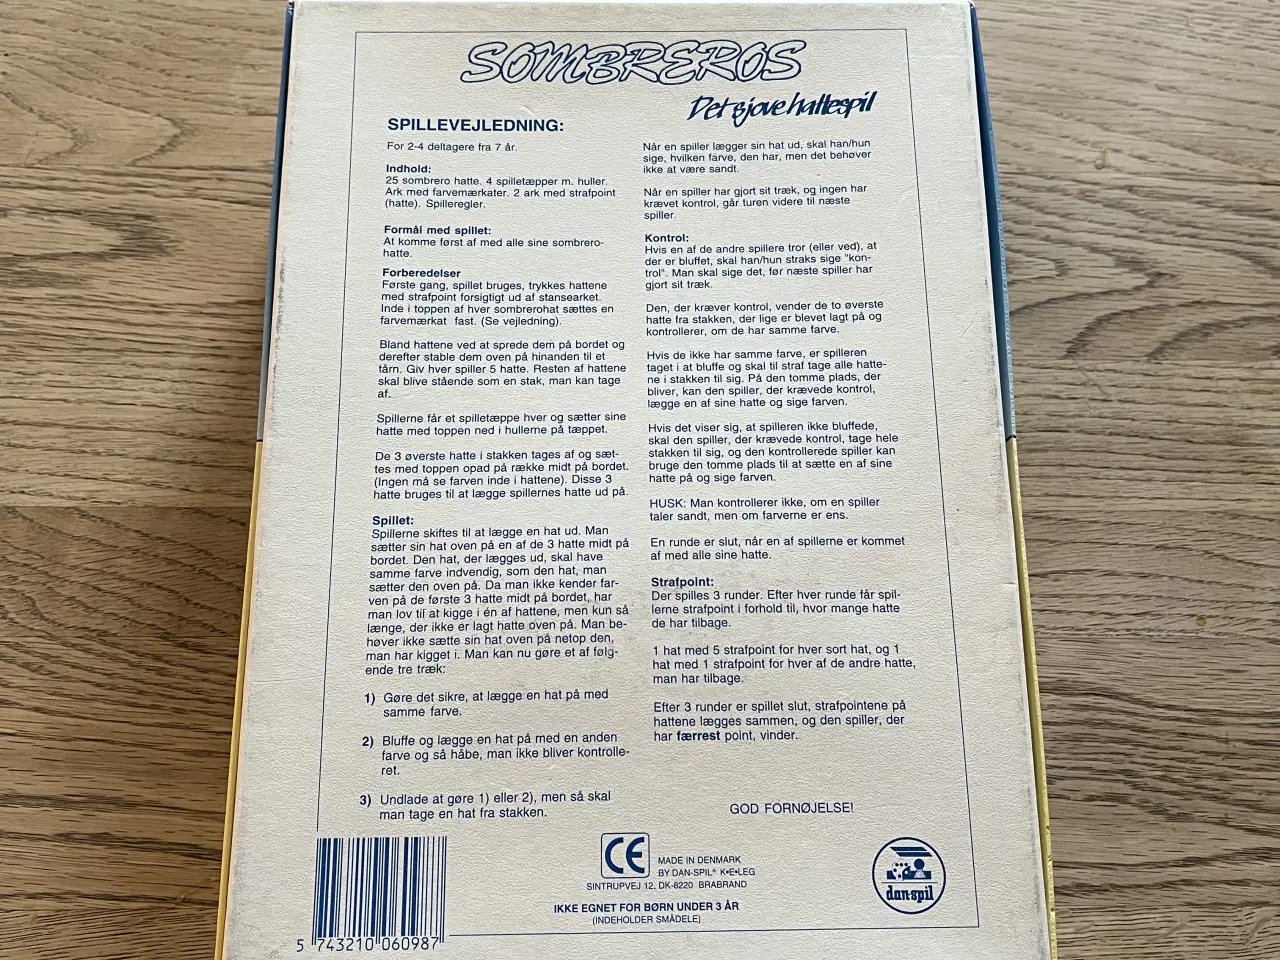 SOMBREROS
Det sjove hattespil
SPILLEVEJLEDNING:
For 2-4 deltagere fra 7 år.
Indhold:
25 sombrero hatte. 4 spilletæpper m. huller.
Ark med farvemærkater. 2 ark med strafpoint
(hatte). Spilleregler.
Formål med spillet:
At komme først af med alle sine sombrero-
hatte.
Forberedelser
Første gang, spillet bruges, trykkes hattene
med strafpoint forsigtigt ud af stansearket.
Inde i toppen af hver sombrerohat sættes en
farvemærkat fast. (Se vejledning).
Bland hattene ved at sprede dem på bordet og
derefter stable dem oven på hinanden til et
tårn. Giv hver spiller 5 hatte. Resten af hattene
skal blive stående som en stak, man kan tage
af.
Spillerne får et spilletæppe hver og sætter sine
hatte med toppen ned i hullerne på tæppet.
De 3 øverste hatte i stakken tages af og sæt-
tes med toppen opad på række midt på bordet.
(Ingen må se farven inde i hattene). Disse 3
hatte bruges til at lægge spillernes hatte ud på.
Spillet:
Spillerne skiftes til at lægge en hat ud. Man
sætter sin hat oven på en af de 3 hatte midt på
bordet. Den hat, der lægges ud, skal have
samme farve indvendig, som den hat, man
sætter den oven på. Da man ikke kender far-
ven på de første 3 hatte midt på bordet, har
man lov til at kigge i én af hattene, men kun så
længe, der ikke er lagt hatte oven på. Man be-
høver ikke sætte sin hat oven på netop den,
man har kigget i. Man kan nu gøre et af følg-
ende tre træk:
1) Gøre det sikre, at lægge en hat på med
samme farve.
2) Bluffe og lægge en hat på med en anden
farve og så håbe, man ikke bliver kontrolle-
ret.
3) Undlade at gøre 1) eller 2), men så skal
man tage en hat fra stakken.
Når en spiller lægger sin hat ud, skal han/hun
sige, hvilken farve, den har, men det behøver
ikke at være sandt.
Når en spiller har gjort sit træk, og ingen har
krævet kontrol, går turen videre til næste
spiller.
Kontrol:
Hvis en af de andre spillere tror (eller ved), at
der er bluffet, skal han/hun straks sige "kon-
trol". Man skal sige det, før næste spiller har
gjort sit træk.
Den, der kræver kontrol, vender de to øverste
hatte fra stakken, der lige er blevet lagt på og
kontrollerer, om de har samme farve.
Hvis de ikke har samme farve, er spilleren
taget i at bluffe og skal til straf tage alle hatte-
ne i stakken til sig. På den tomme plads, der
bliver, kan den spiller, der krævede kontrol,
lægge en af sine hatte og sige farven.
Hvis det viser sig, at spilleren ikke bluffede,
skal den spiller, der krævede kontrol, tage hele
stakken til sig, og den kontrollerede spiller kan
bruge den tomme plads til at sætte en af sine
hatte på og sige farven.
HUSK: Man kontrollerer ikke, om en spiller
taler sandt, men om farverne er ens.
En runde er slut, når en af spillerne er kommet
af med alle sine hatte.
Strafpoint:
Der spilles 3 runder. Efter hver runde får spil-
lerne strafpoint i forhold til, hvor mange hatte
de har tilbage.
1 hat med 5 strafpoint for hver sort hat, og 1
hat med 1 strafpoint for hver af de andre hatte,
man har tilbage.
Efter 3 runder er spillet slut, strafpointene på
hattene lægges sammen, og den spiller, der
har færrest point, vinder.
GOD FORNØJELSE!
5 743210 060987
CE
MADE IN DENMARK
BY DAN-SPIL® K•E•LEG
SINTRUPVEJ 12, DK-8220 BRABRAND
IKKE EGNET FOR BØRN UNDER 3 ÅR
(INDEHOLDER SMÅDELE)
dan-spil